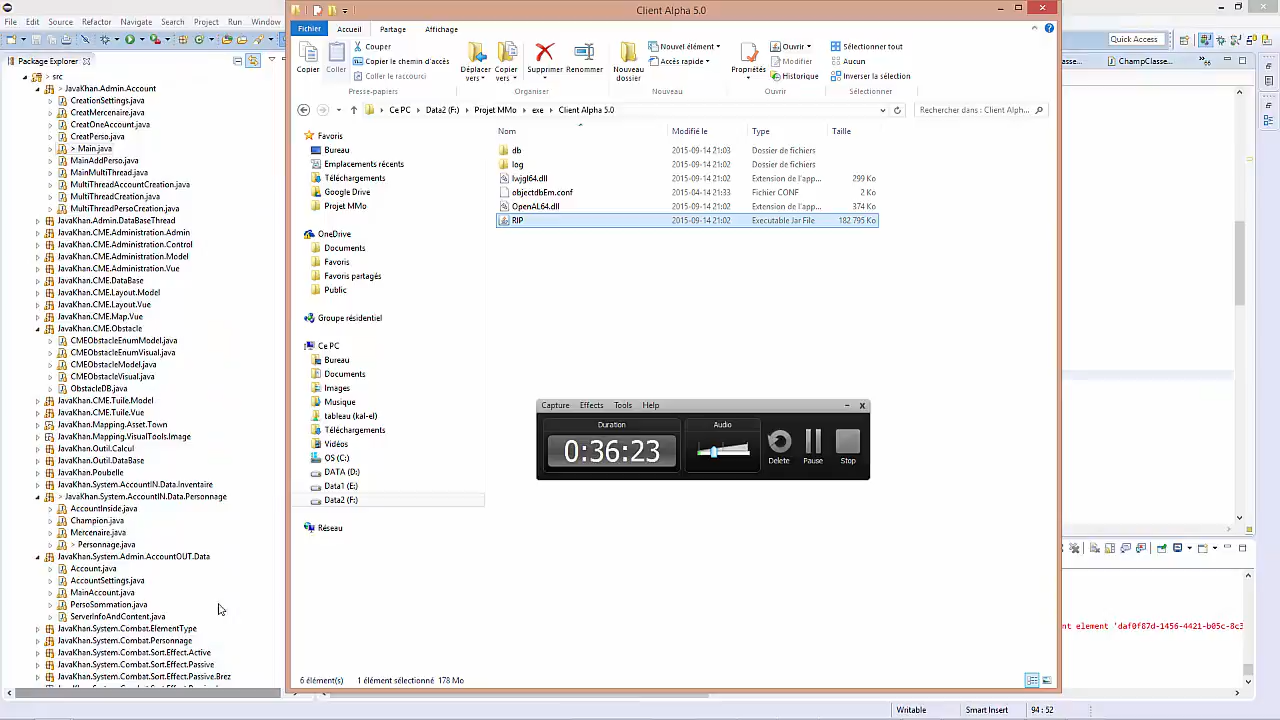 Client Alpha 5.0
File Edit Source Refactor Navigate Search Project Run Window
Fichier Accueil Partage Affichage
Quick Access
Copier Coller Couper Copier le chemin d'accès Coller le raccourci
Déplacer vers Copier vers Supprimer Renommer
Nouveau dossier Nouvel élément Accès rapide
Propriétés Ouvrir Modifier Historique
Sélectionner tout Aucun Inverser la sélection
Presse-papiers Organiser Nouveau Ouvrir Sélectionner
Ce PC Data2 (F:) Projet MMo exe Client Alpha 5.0
Rechercher dans : Client Alph...
Package Explorer
> src
> JavaKhan.Admin.Account
CreationSettings.java
CreatMercenaire.java
CreatOneAccount.java
CreatPerso.java
> Main.java
MainAddPerso.java
MainMultiThread.java
MultiThreadAccountCreation.java
MultiThreadCreation.java
MultiThreadPersoCreation.java
JavaKhan.Admin.DataBaseThread
JavaKhan.CME.Administration.Admin
JavaKhan.CME.Administration.Control
JavaKhan.CME.Administration.Model
JavaKhan.CME.Administration.Vue
JavaKhan.CME.DataBase
JavaKhan.CME.Layout.Model
JavaKhan.CME.Layout.Vue
JavaKhan.CME.Map.Vue
JavaKhan.CME.Obstacle
CMEObstacleEnumModel.java
CMEObstacleEnumVisual.java
CMEObstacleModel.java
CMEObstacleVisual.java
ObstacleDB.java
JavaKhan.CME.Tuile.Model
JavaKhan.CME.Tuile.Vue
JavaKhan.Mapping.Asset.Town
JavaKhan.Mapping.VisualTools.Image
JavaKhan.Outil.Calcul
JavaKhan.Outil.DataBase
JavaKhan.Poubelle
JavaKhan.System.AccountIN.Data.Inventaire
> JavaKhan.System.AccountIN.Data.Personnage
AccountInside.java
Champion.java
Mercenaire.java
> Personnage.java
JavaKhan.System.Admin.AccountOUT.Data
Account.java
AccountSettings.java
MainAccount.java
PersoSommation.java
ServerInfoAndContent.java
JavaKhan.System.Combat.ElementType
JavaKhan.System.Combat.Personnage
JavaKhan.System.Combat.Sort.Effect.Active
JavaKhan.System.Combat.Sort.Effect.Passive
JavaKhan.System.Combat.Sort.Effect.Passive.Brez
Favoris
Bureau
Emplacements récents
Téléchargements
Google Drive
Projet MMo
OneDrive
Documents
Favoris
Favoris partagés
Public
Groupe résidentiel
Ce PC
Bureau
Documents
Images
Musique
tableau (kal-el)
Téléchargements
Vidéos
OS (C:)
DATA (D:)
Data1 (E:)
Data2 (F:)
Réseau
Nom Modifié le Type Taille
db 2015-09-14 21:03 Dossier de fichiers
log 2015-09-14 21:02 Dossier de fichiers
lwjgl64.dll 2015-09-14 21:02 Extension de l'app... 299 Ko
objectdbEm.conf 2015-04-14 21:33 Fichier CONF 2 Ko
OpenAL64.dll 2015-09-14 21:02 Extension de l'app... 374 Ko
RIP 2015-09-14 21:02 Executable Jar File 182 795 Ko
Capture Effects Tools Help
Duration Audio
0:36:23
Delete Pause Stop
ChampClasse...
ent element 'daf0f87d-1456-4421-b05c-8c3
6 élément(s) 1 élément sélectionné 178 Mo
Writable Smart Insert 94 : 52